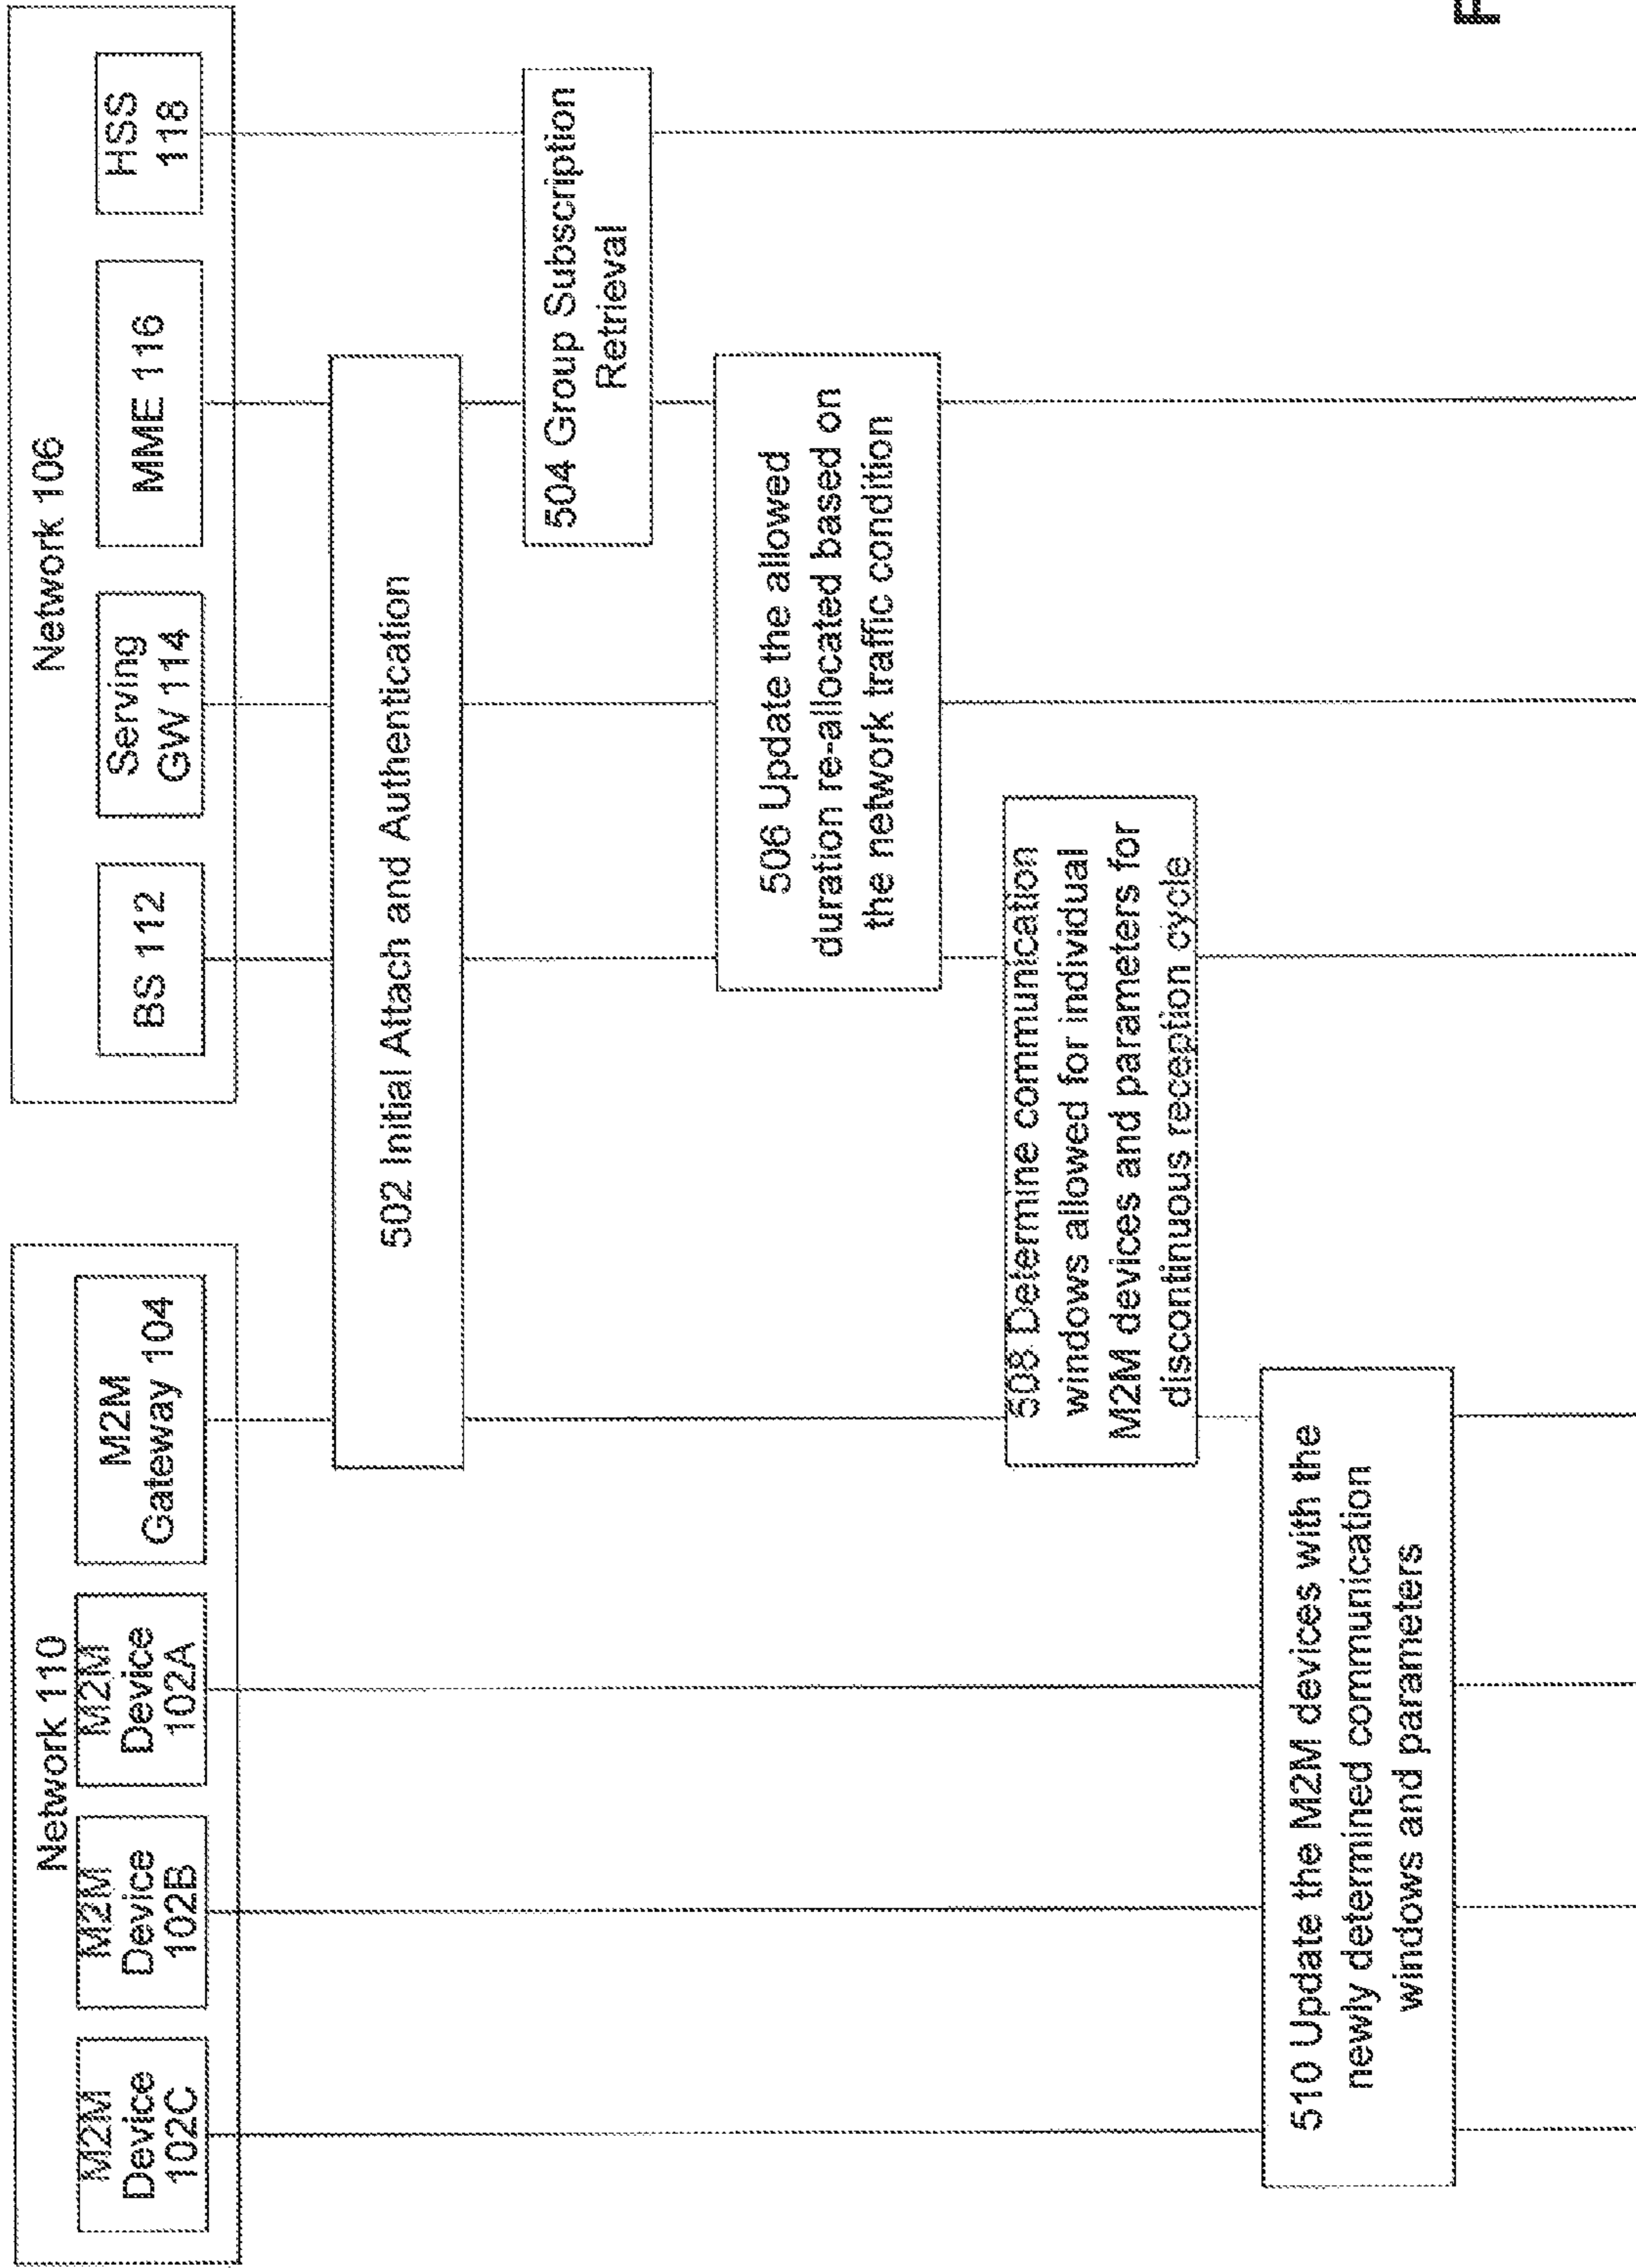 Network 110
M2M
Device
102C
M2M
Device
102B
M2M
Device
102A
M2M
Gateway 104
Network 106
BS 112
Serving
GW 114
MME 116
HSS
118
502 Initial Attach and Authentication
504 Group Subscription
Retrieval
506 Update the allowed
duration re-allocated based on
the network traffic condition
508 Determine communication
windows allowed for individual
M2M devices and parameters for
discontinuous reception cycle
510 Update the M2M devices with the
newly determined communication
windows and parameters